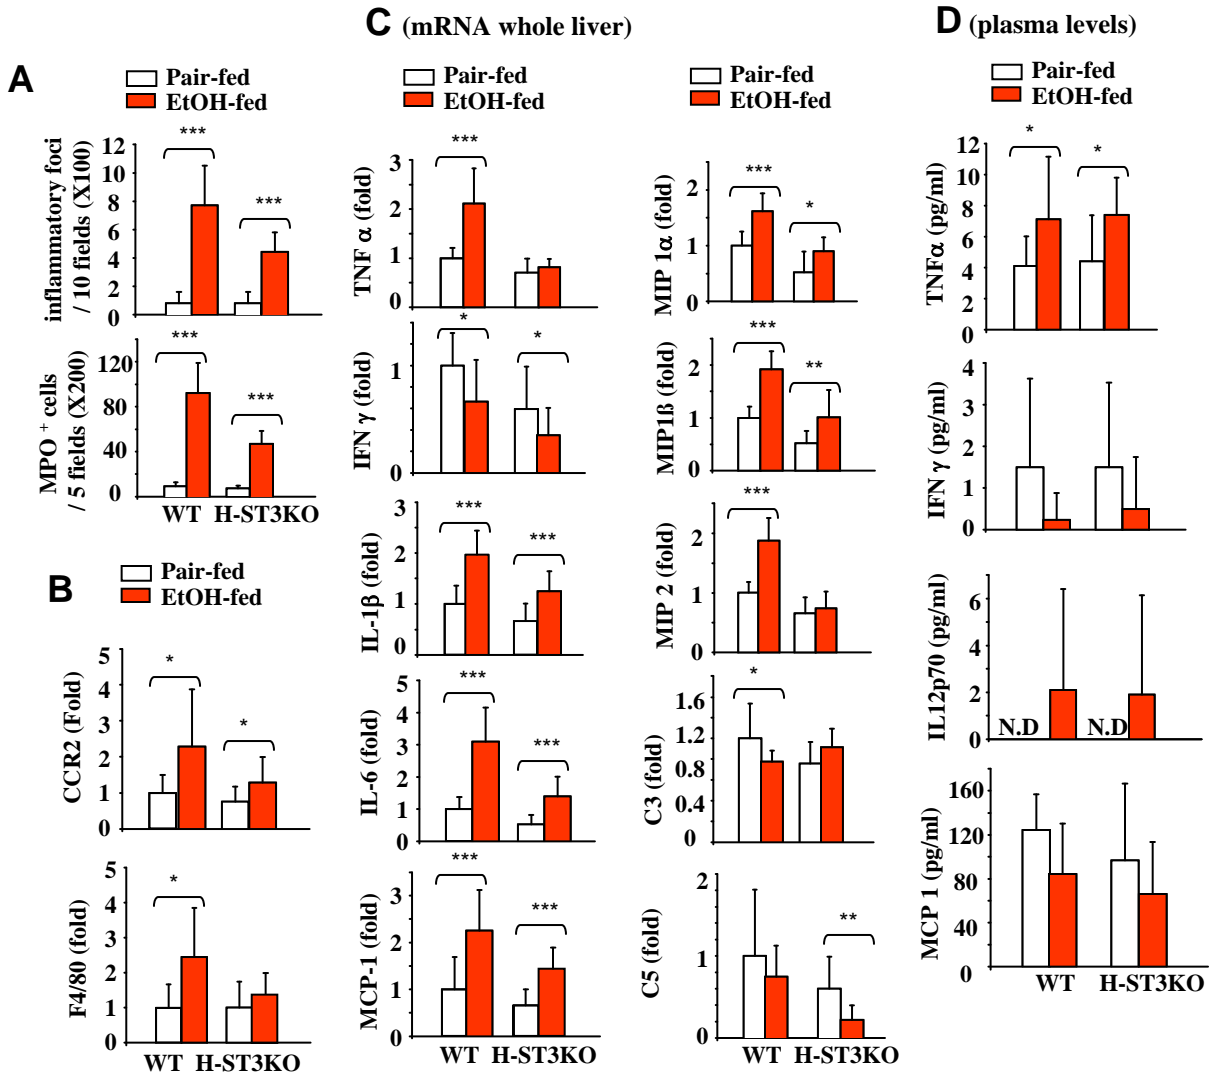 A
Pair-fed
EtOH-fed
inflammatory foci
/ 10 fields (X100)
12
10
8
6
4
2
0
***
***
MPO + cells
/ 5 fields (X200)
120
80
40
0
***
***
WT H-ST3KO
B
Pair-fed
EtOH-fed
CCR2 (Fold)
5
4
3
2
1
0
*
*
F4/80 (fold)
5
4
3
2
1
0
*
WT H-ST3KO
C (mRNA whole liver)
Pair-fed
EtOH-fed
TNF α (fold)
3
2
1
0
***
IFN γ (fold)
1
0
*
*
IL-1β (fold)
3
2
1
0
***
***
IL-6 (fold)
5
4
3
2
1
0
***
***
MCP-1 (fold)
3
2
1
0
***
***
WT H-ST3KO
Pair-fed
EtOH-fed
MIP 1α (fold)
2
1
0
***
*
MIP1ß (fold)
2
1
0
***
**
MIP 2 (fold)
2
1
0
***
C3 (fold)
1.6
1.2
0.8
0.4
0
*
C5 (fold)
2
1
0
**
WT H-ST3KO
D (plasma levels)
Pair-fed
EtOH-fed
TNFα (pg/ml)
12
10
8
6
4
2
0
*
*
IFN γ (pg/ml)
4
3
2
1
0
IL12p70 (pg/ml)
6
4
2
0
N.D
N.D
MCP 1 (pg/ml)
160
120
80
40
0
WT H-ST3KO